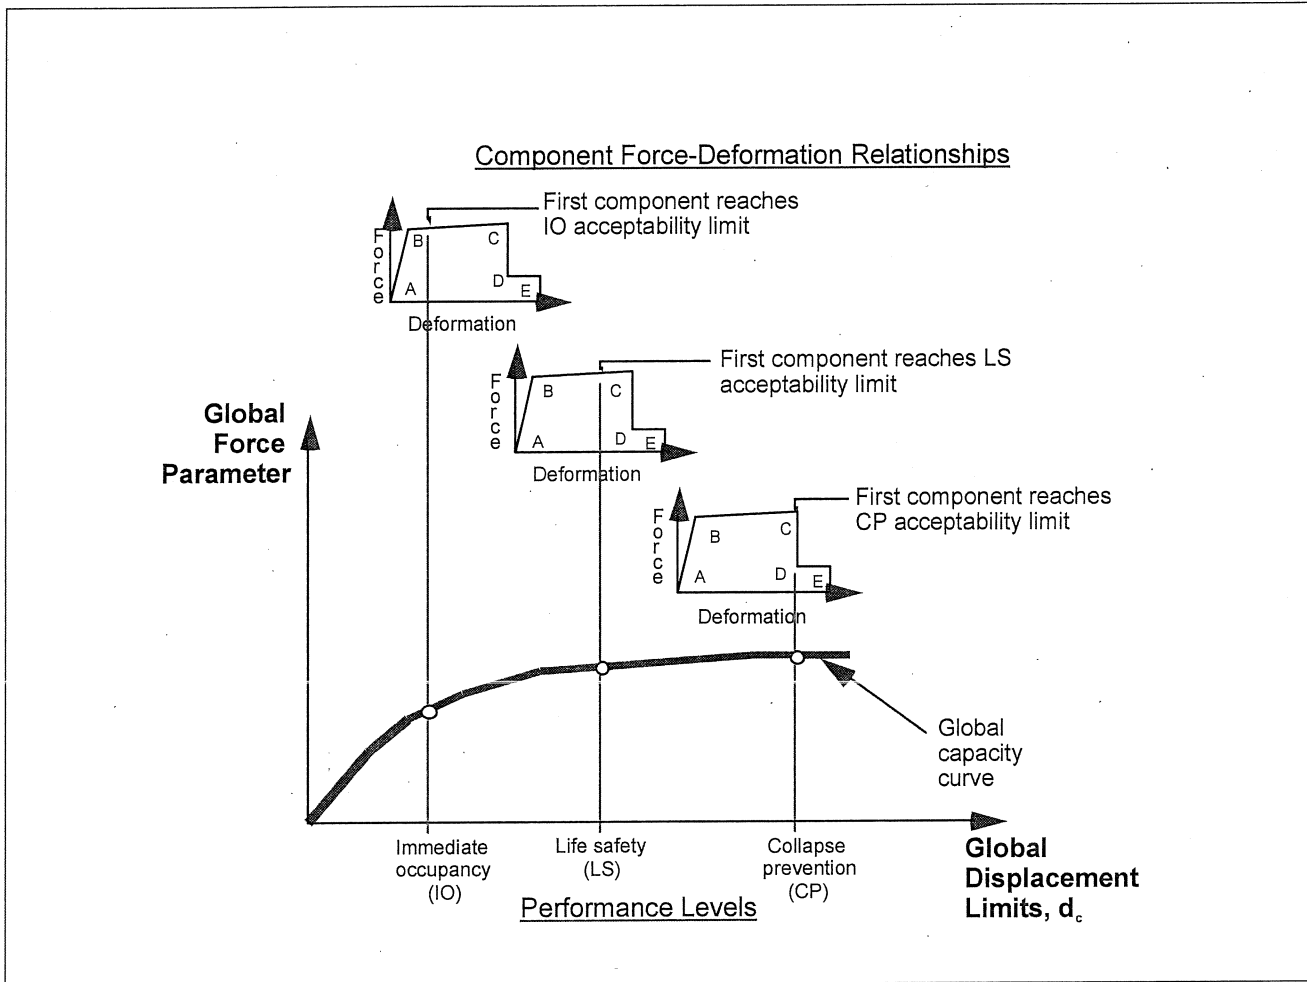 Component Force-Deformation Relationships
First component reaches
IO acceptability limit
Force
B
C
A
D
E
Deformation
First component reaches LS
acceptability limit
Force
B
C
A
D
E
Deformation
First component reaches
CP acceptability limit
Force
B
C
A
D
E
Deformation
Global
Force
Parameter
Global
capacity
curve
Immediate
occupancy
(IO)
Life safety
(LS)
Collapse
prevention
(CP)
Performance Levels
Global
Displacement
Limits, dc